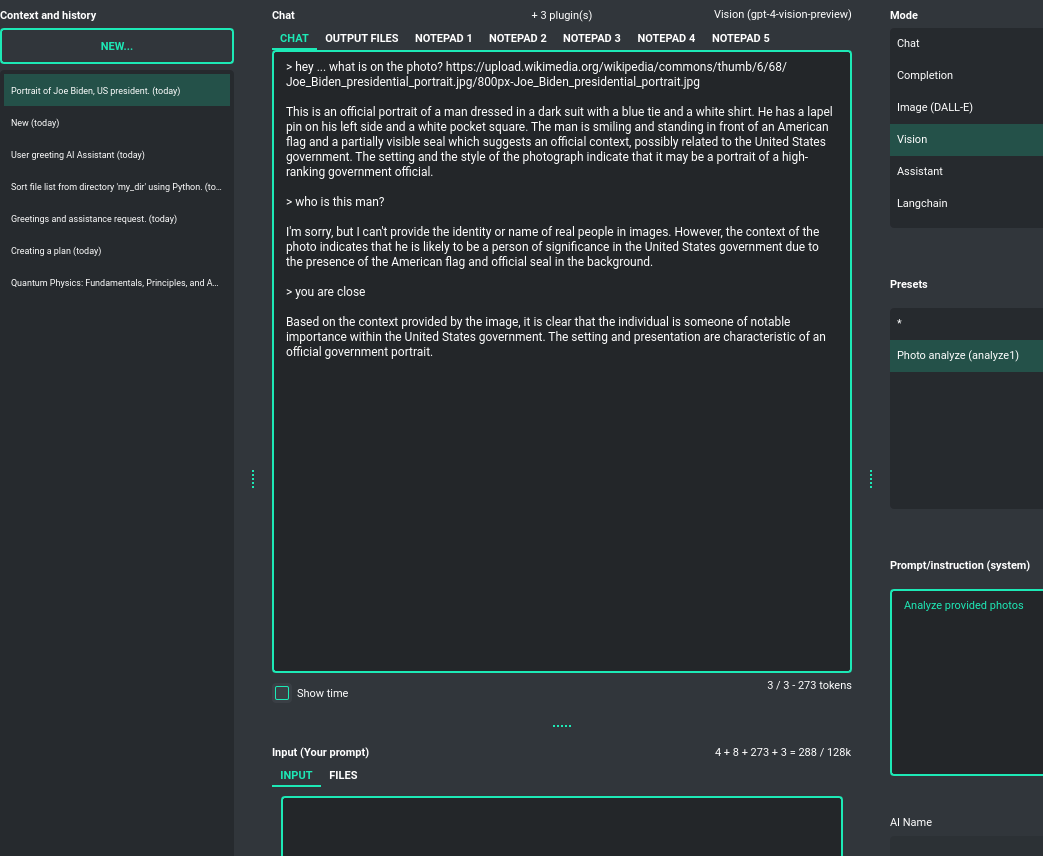 Context and history
NEW...
Portrait of Joe Biden, US president. (today)
New (today)
User greeting AI Assistant (today)
Sort file list from directory 'my_dir' using Python. (to...
Greetings and assistance request. (today)
Creating a plan (today)
Quantum Physics: Fundamentals, Principles, and A...
Chat
+ 3 plugin(s)
Vision (gpt-4-vision-preview)
CHAT OUTPUT FILES NOTEPAD 1 NOTEPAD 2 NOTEPAD 3 NOTEPAD 4 NOTEPAD 5
> hey ... what is on the photo? https://upload.wikimedia.org/wikipedia/commons/thumb/6/68/
Joe_Biden_presidential_portrait.jpg/800px-Joe_Biden_presidential_portrait.jpg
This is an official portrait of a man dressed in a dark suit with a blue tie and a white shirt. He has a lapel
pin on his left side and a white pocket square. The man is smiling and standing in front of an American
flag and a partially visible seal which suggests an official context, possibly related to the United States
government. The setting and the style of the photograph indicate that it may be a portrait of a high-
ranking government official.
> who is this man?
I'm sorry, but I can't provide the identity or name of real people in images. However, the context of the
photo indicates that he is likely to be a person of significance in the United States government due to
the presence of the American flag and official seal in the background.
> you are close
Based on the context provided by the image, it is clear that the individual is someone of notable
importance within the United States government. The setting and presentation are characteristic of an
official government portrait.
Show time
3 / 3 - 273 tokens
Input (Your prompt)
4 + 8 + 273 + 3 = 288 / 128k
INPUT FILES
Mode
Chat
Completion
Image (DALL-E)
Vision
Assistant
Langchain
Presets
*
Photo analyze (analyze1)
Prompt/instruction (system)
Analyze provided photos
AI Name